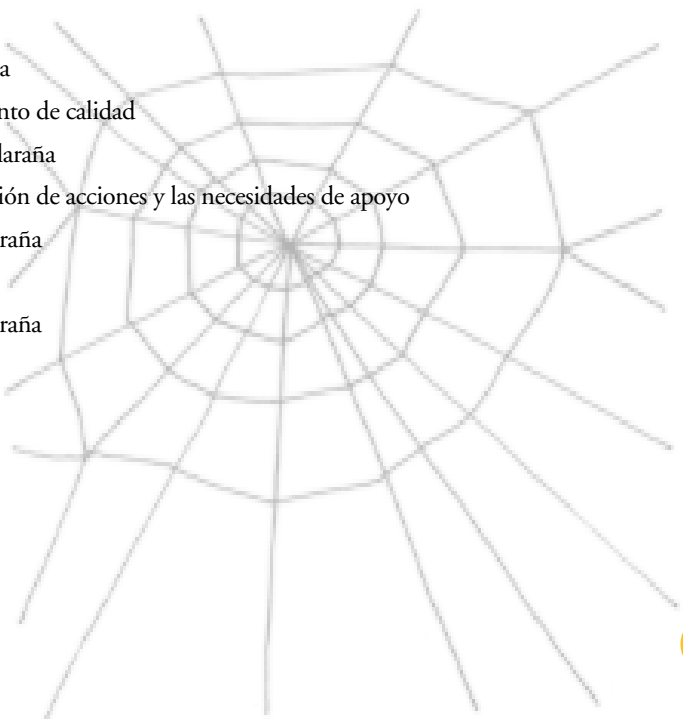 a
nto de calidad
laraña
ión de acciones y las necesidades de apoyo
raña
raña